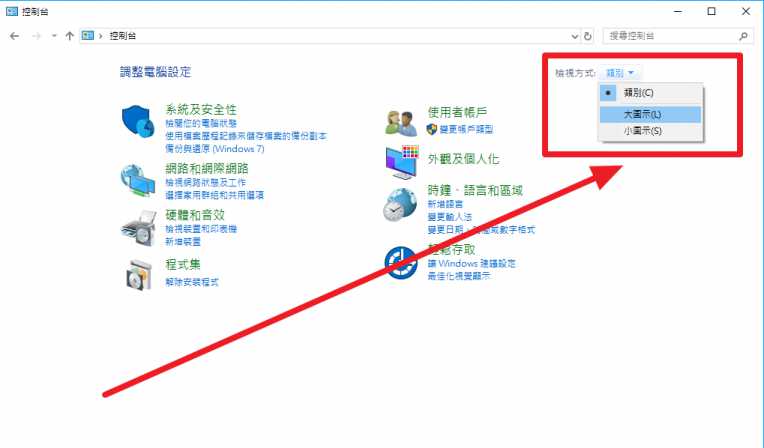 控制台
控制台
搜尋控制台
調整電腦設定
檢視方式: 類別
類別(C)
大圖示(L)
小圖示(S)
系統及安全性
檢閱您的電腦狀態
使用檔案歷程記錄來儲存檔案的備份副本
備份與還原 (Windows 7)
網路和網際網路
檢視網路狀態及工作
選擇家用群組和共用選項
硬體和音效
檢視裝置和印表機
新增裝置
程式集
解除安裝程式
使用者帳戶
變更帳戶類型
外觀及個人化
時鐘、語言和區域
新增語言
變更輸入法
變更日期、時間或數字格式
輕鬆存取
讓 Windows 建議設定
最佳化視覺顯示